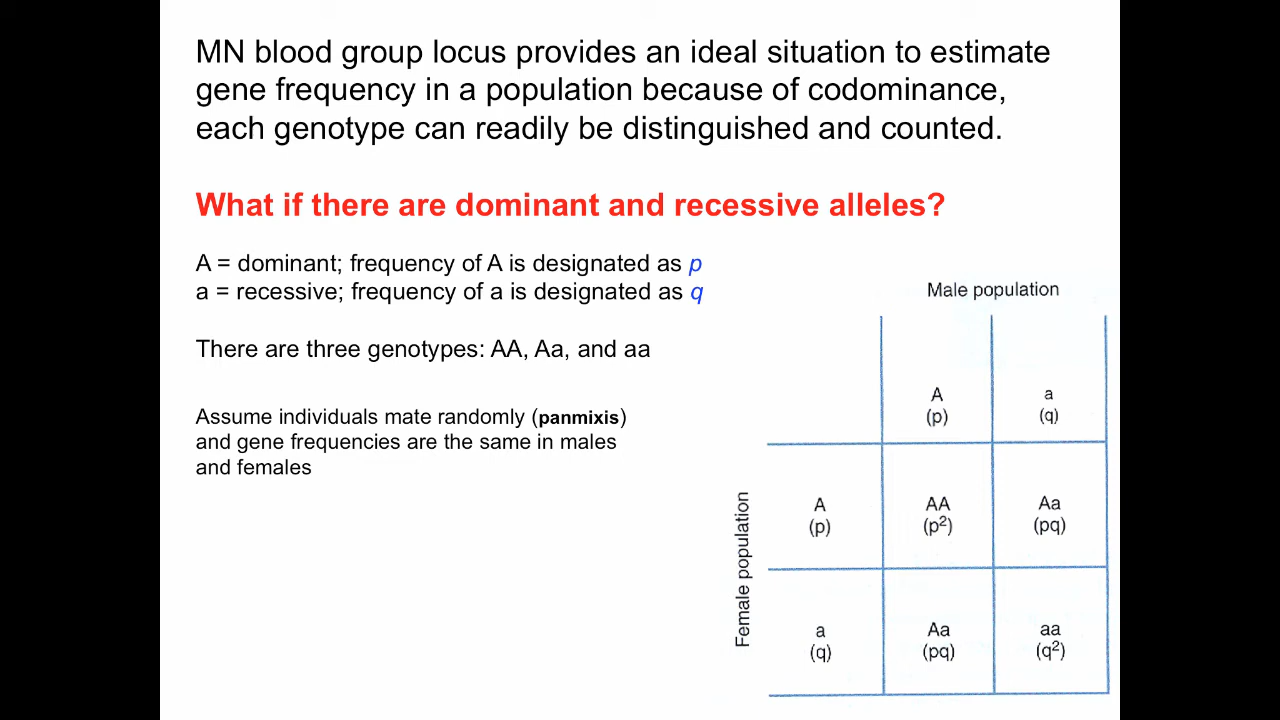 MN blood group locus provides an ideal situation to estimate
gene frequency in a population because of codominance,
each genotype can readily be distinguished and counted.
What if there are dominant and recessive alleles?
A = dominant; frequency of A is designated as p
a = recessive; frequency of a is designated as q
There are three genotypes: AA, Aa, and aa
Assume individuals mate randomly (panmixis)
and gene frequencies are the same in males
and females
Male population
A a
(p) (q)
Female population
A AA Aa
(p) (p²) (pq)
a Aa aa
(q) (pq) (q²)